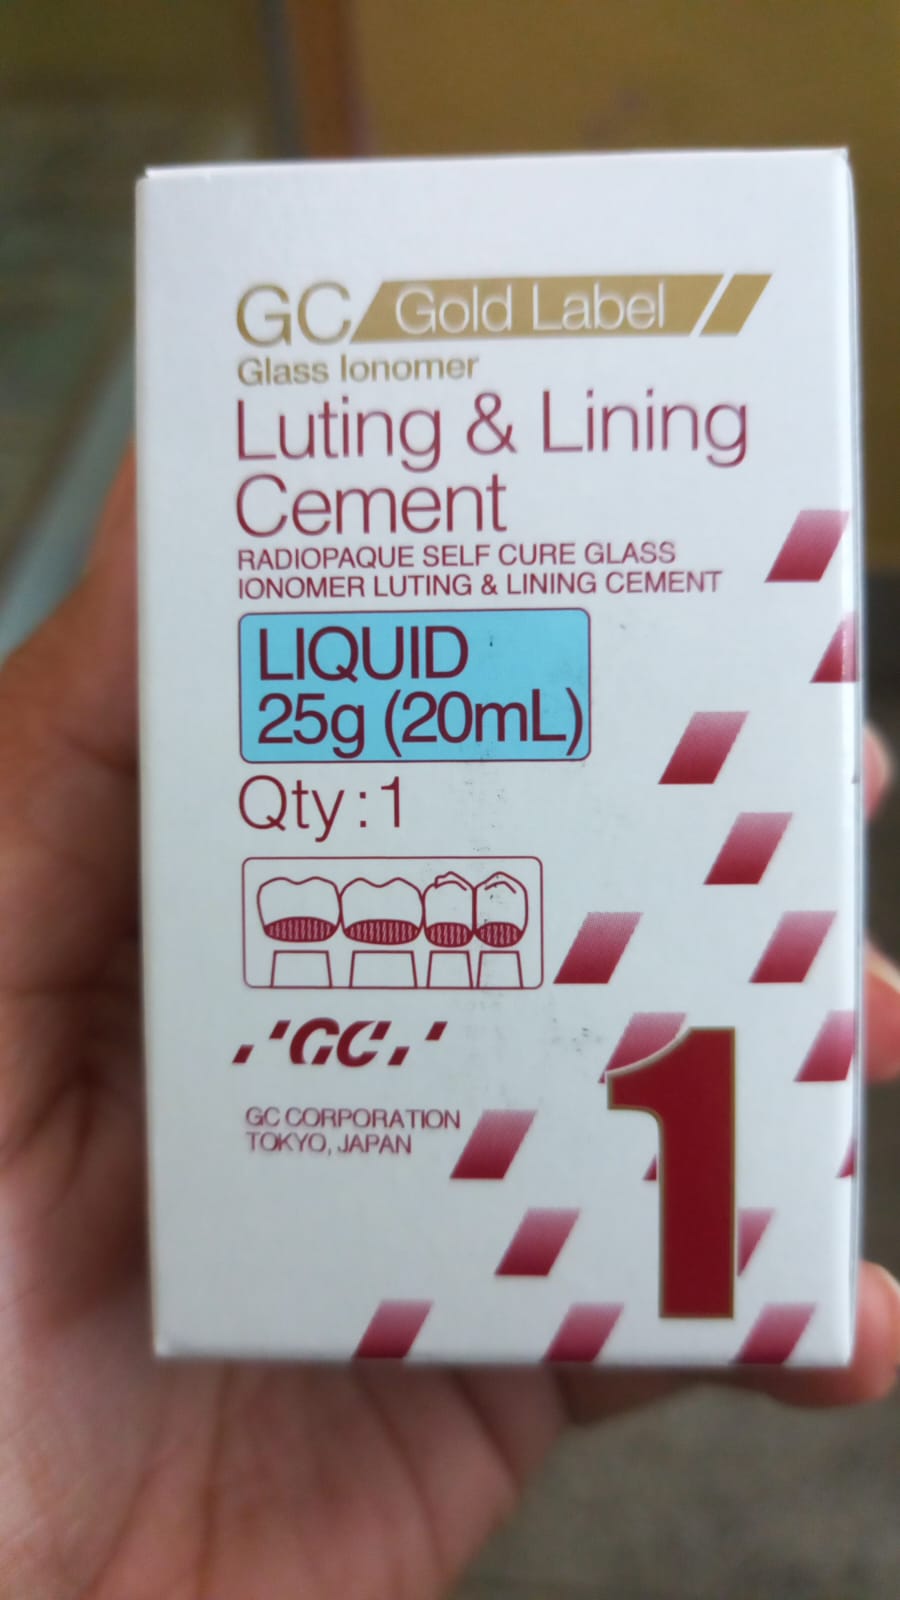 GC Gold Label
Glass Ionomer
Luting & Lining
Cement
RADIOPAQUE SELF CURE GLASS
IONOMER LUTING & LINING CEMENT
LIQUID
25g (20mL)
Qty : 1
GC
GC CORPORATION
TOKYO, JAPAN
1